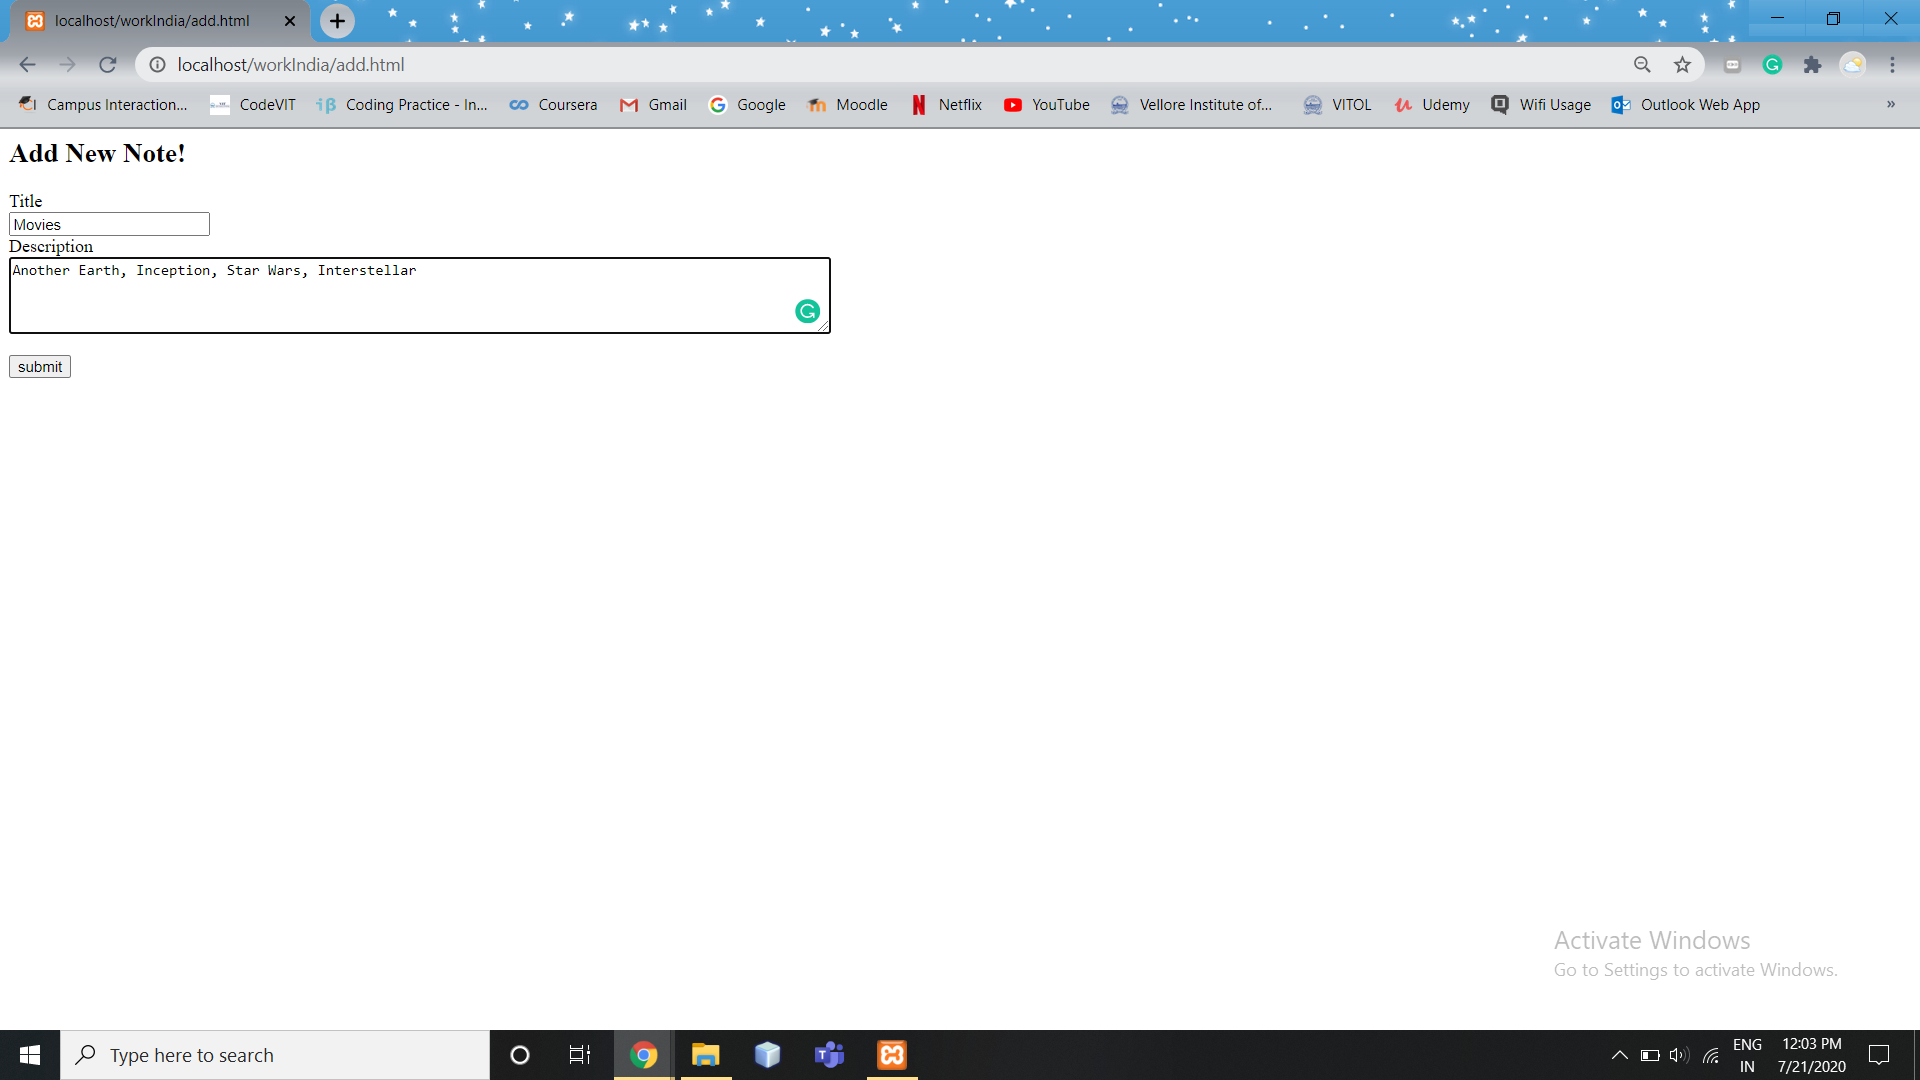 localhost/workIndia/add.html
localhost/workIndia/add.html
Campus Interaction... CodeVIT Coding Practice - In... Coursera Gmail Google Moodle Netflix YouTube Vellore Institute of... VITOL Udemy Wifi Usage Outlook Web App »
Add New Note!
Title
Movies
Description
Another Earth, Inception, Star Wars, Interstellar
submit
Activate Windows
Go to Settings to activate Windows.
Type here to search
ENG 12:03 PM
IN 7/21/2020